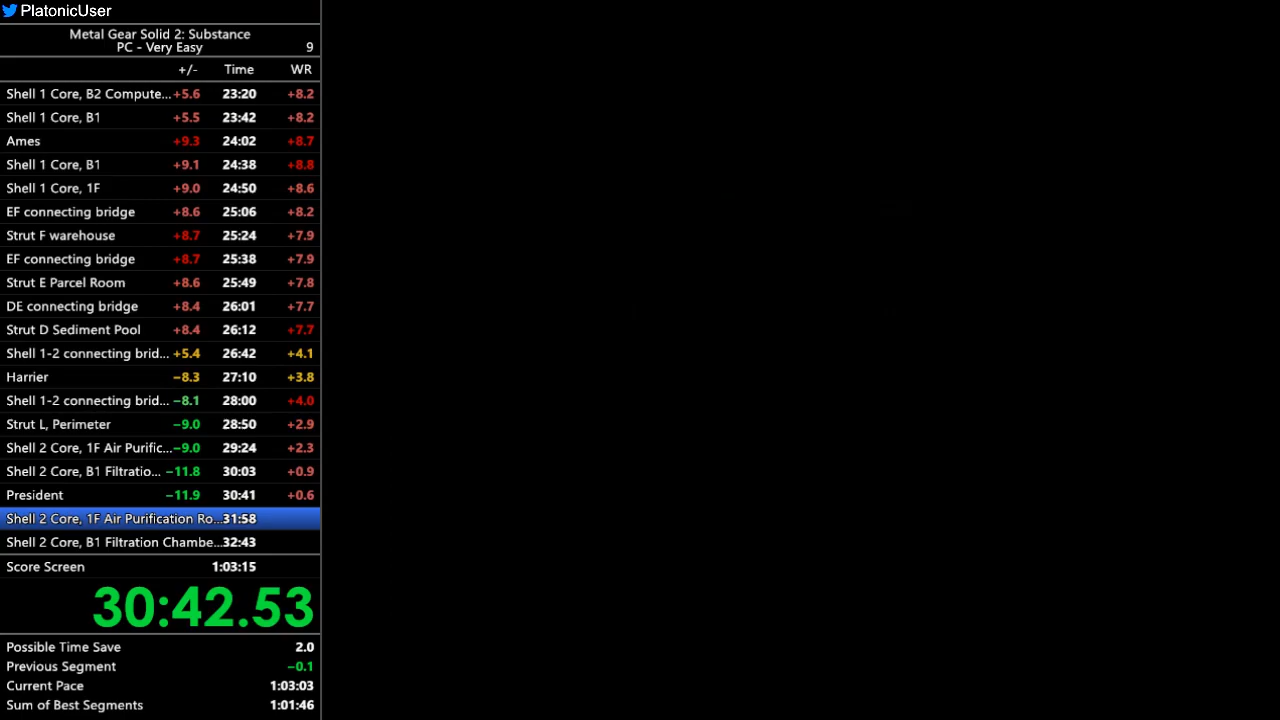 PlatonicUser
Metal Gear Solid 2: Substance
PC - Very Easy 9
+/- Time WR
Shell 1 Core, B2 Compute... +5.6 23:20 +8.2
Shell 1 Core, B1 +5.5 23:42 +8.2
Ames +9.3 24:02 +8.7
Shell 1 Core, B1 +9.1 24:38 +8.8
Shell 1 Core, 1F +9.0 24:50 +8.6
EF connecting bridge +8.6 25:06 +8.2
Strut F warehouse +8.7 25:24 +7.9
EF connecting bridge +8.7 25:38 +7.9
Strut E Parcel Room +8.6 25:49 +7.8
DE connecting bridge +8.4 26:01 +7.7
Strut D Sediment Pool +8.4 26:12 +7.7
Shell 1-2 connecting brid... +5.4 26:42 +4.1
Harrier −8.3 27:10 +3.8
Shell 1-2 connecting brid... −8.1 28:00 +4.0
Strut L, Perimeter −9.0 28:50 +2.9
Shell 2 Core, 1F Air Purific... −9.0 29:24 +2.3
Shell 2 Core, B1 Filtratio... −11.8 30:03 +0.9
President −11.9 30:41 +0.6
Shell 2 Core, 1F Air Purification Ro... 31:58
Shell 2 Core, B1 Filtration Chambe... 32:43
Score Screen 1:03:15
30:42.53
Possible Time Save 2.0
Previous Segment −0.1
Current Pace 1:03:03
Sum of Best Segments 1:01:46